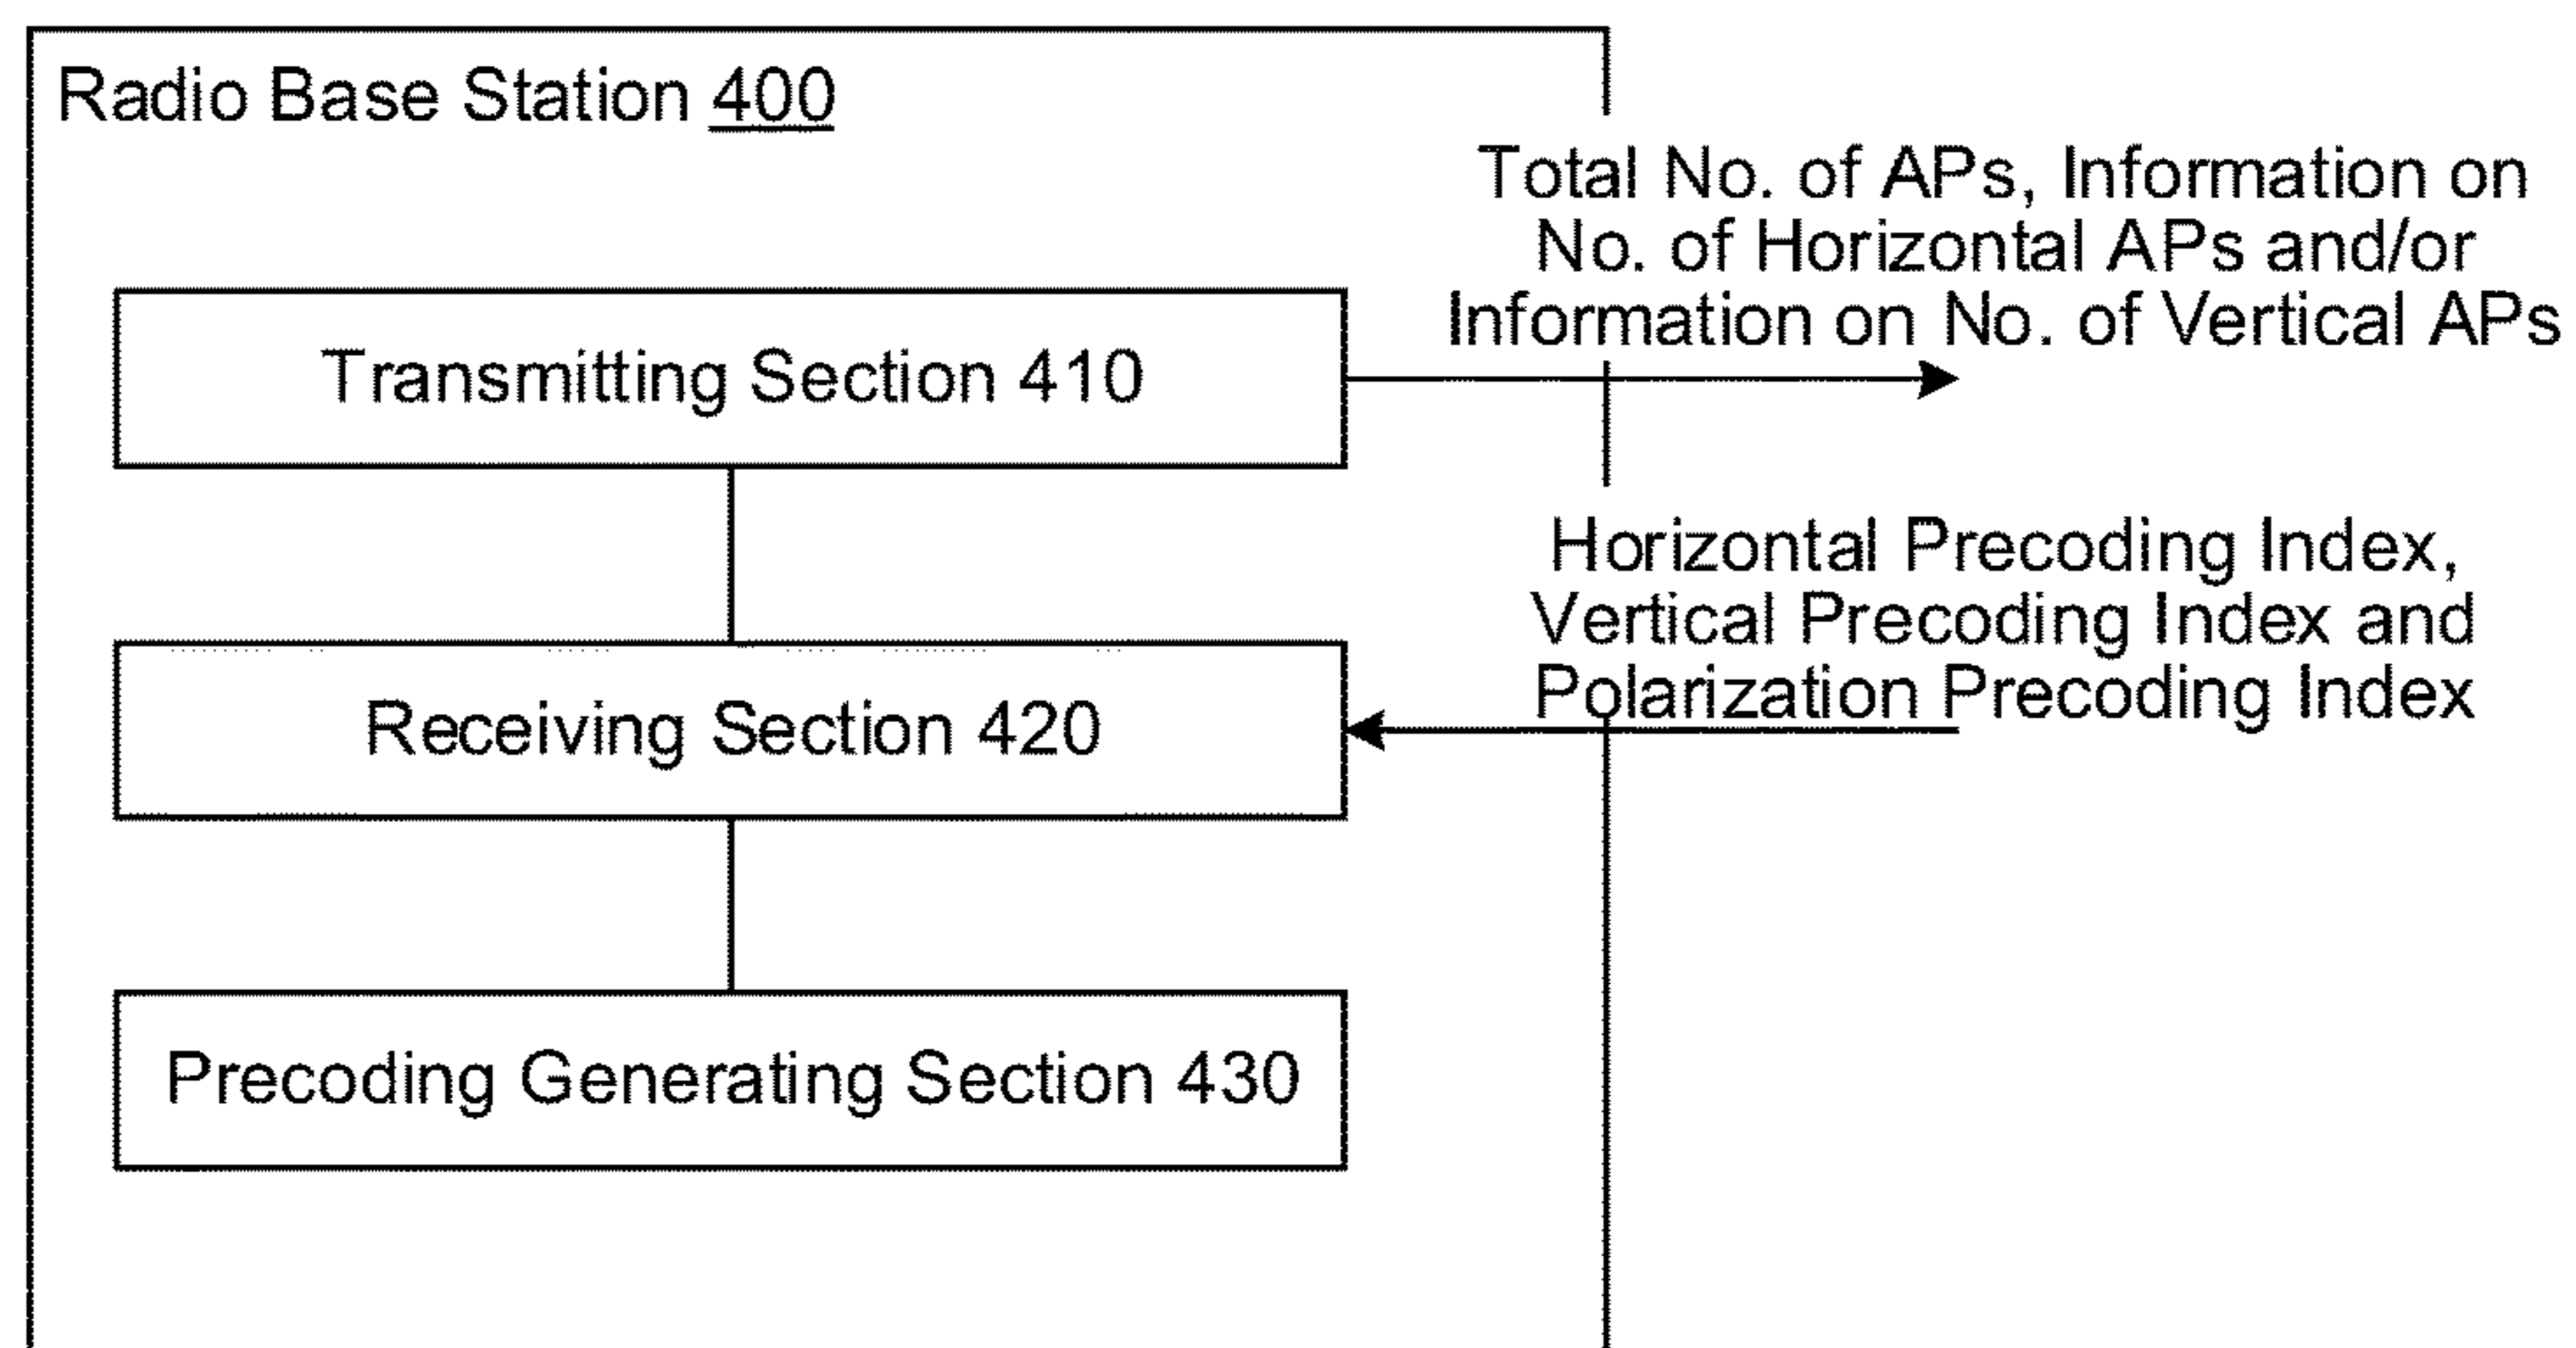 Radio Base Station 400
Total No. of APs, Information on
No. of Horizontal APs and/or
Information on No. of Vertical APs
Transmitting Section 410
Horizontal Precoding Index,
Vertical Precoding Index and
Polarization Precoding Index
Receiving Section 420
Precoding Generating Section 430